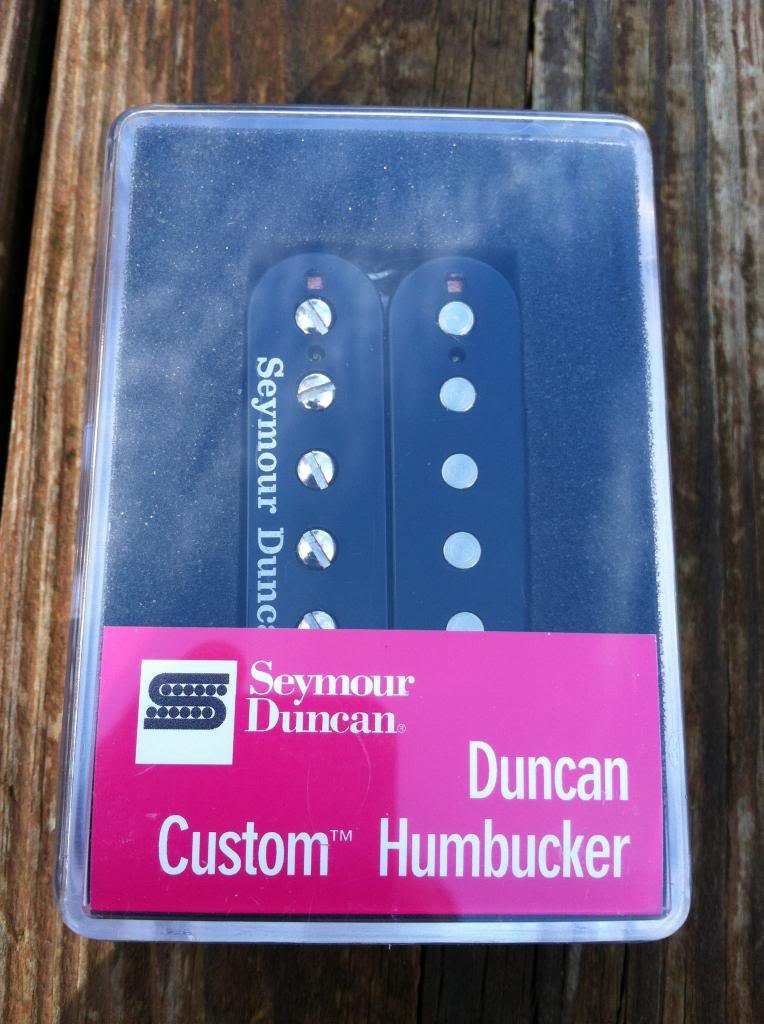 Seymour Dunca
Seymour
Duncan®
Duncan
Custom™ Humbucker